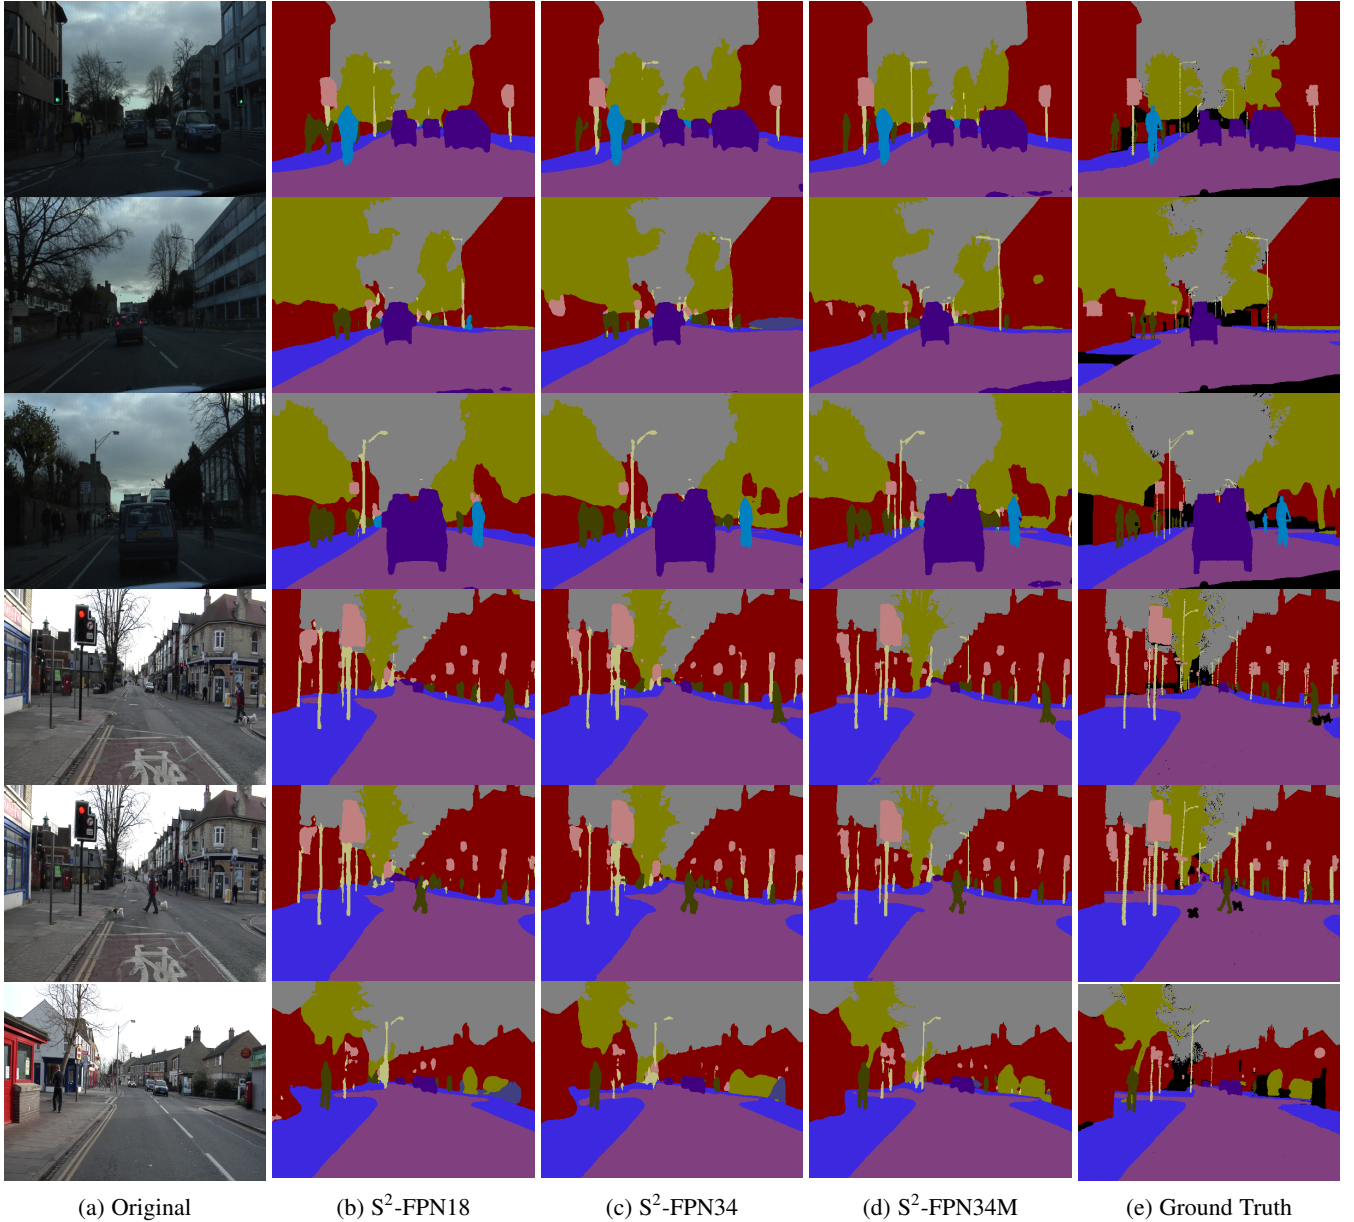 (a) Original
(b) S²-FPN18
(c) S²-FPN34
(d) S²-FPN34M
(e) Ground Truth